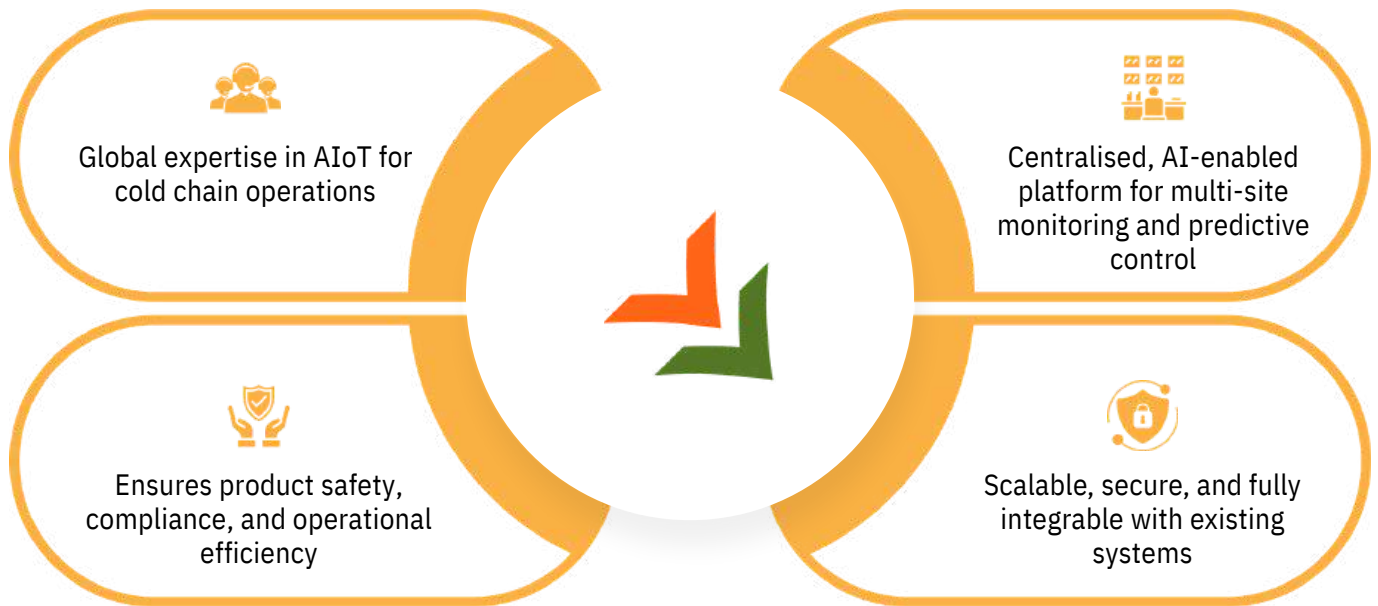 Global expertise in AIoT for
cold chain operations
Centralised, AI-enabled
platform for multi-site
monitoring and predictive
control
Ensures product safety,
compliance, and operational
efficiency
Scalable, secure, and fully
integrable with existing
systems